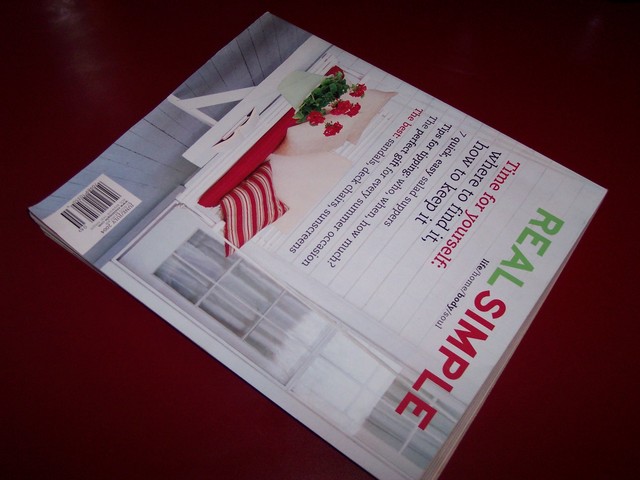 REAL SIMPLE
life/home/body/soul
Time for yourself:
where to find it,
how to keep it
7 quick, easy salad suppers
Tips for tipping: who, when, how much?
The perfect gift for every summer occasion
The best: sandals, deck chairs, sunscreens